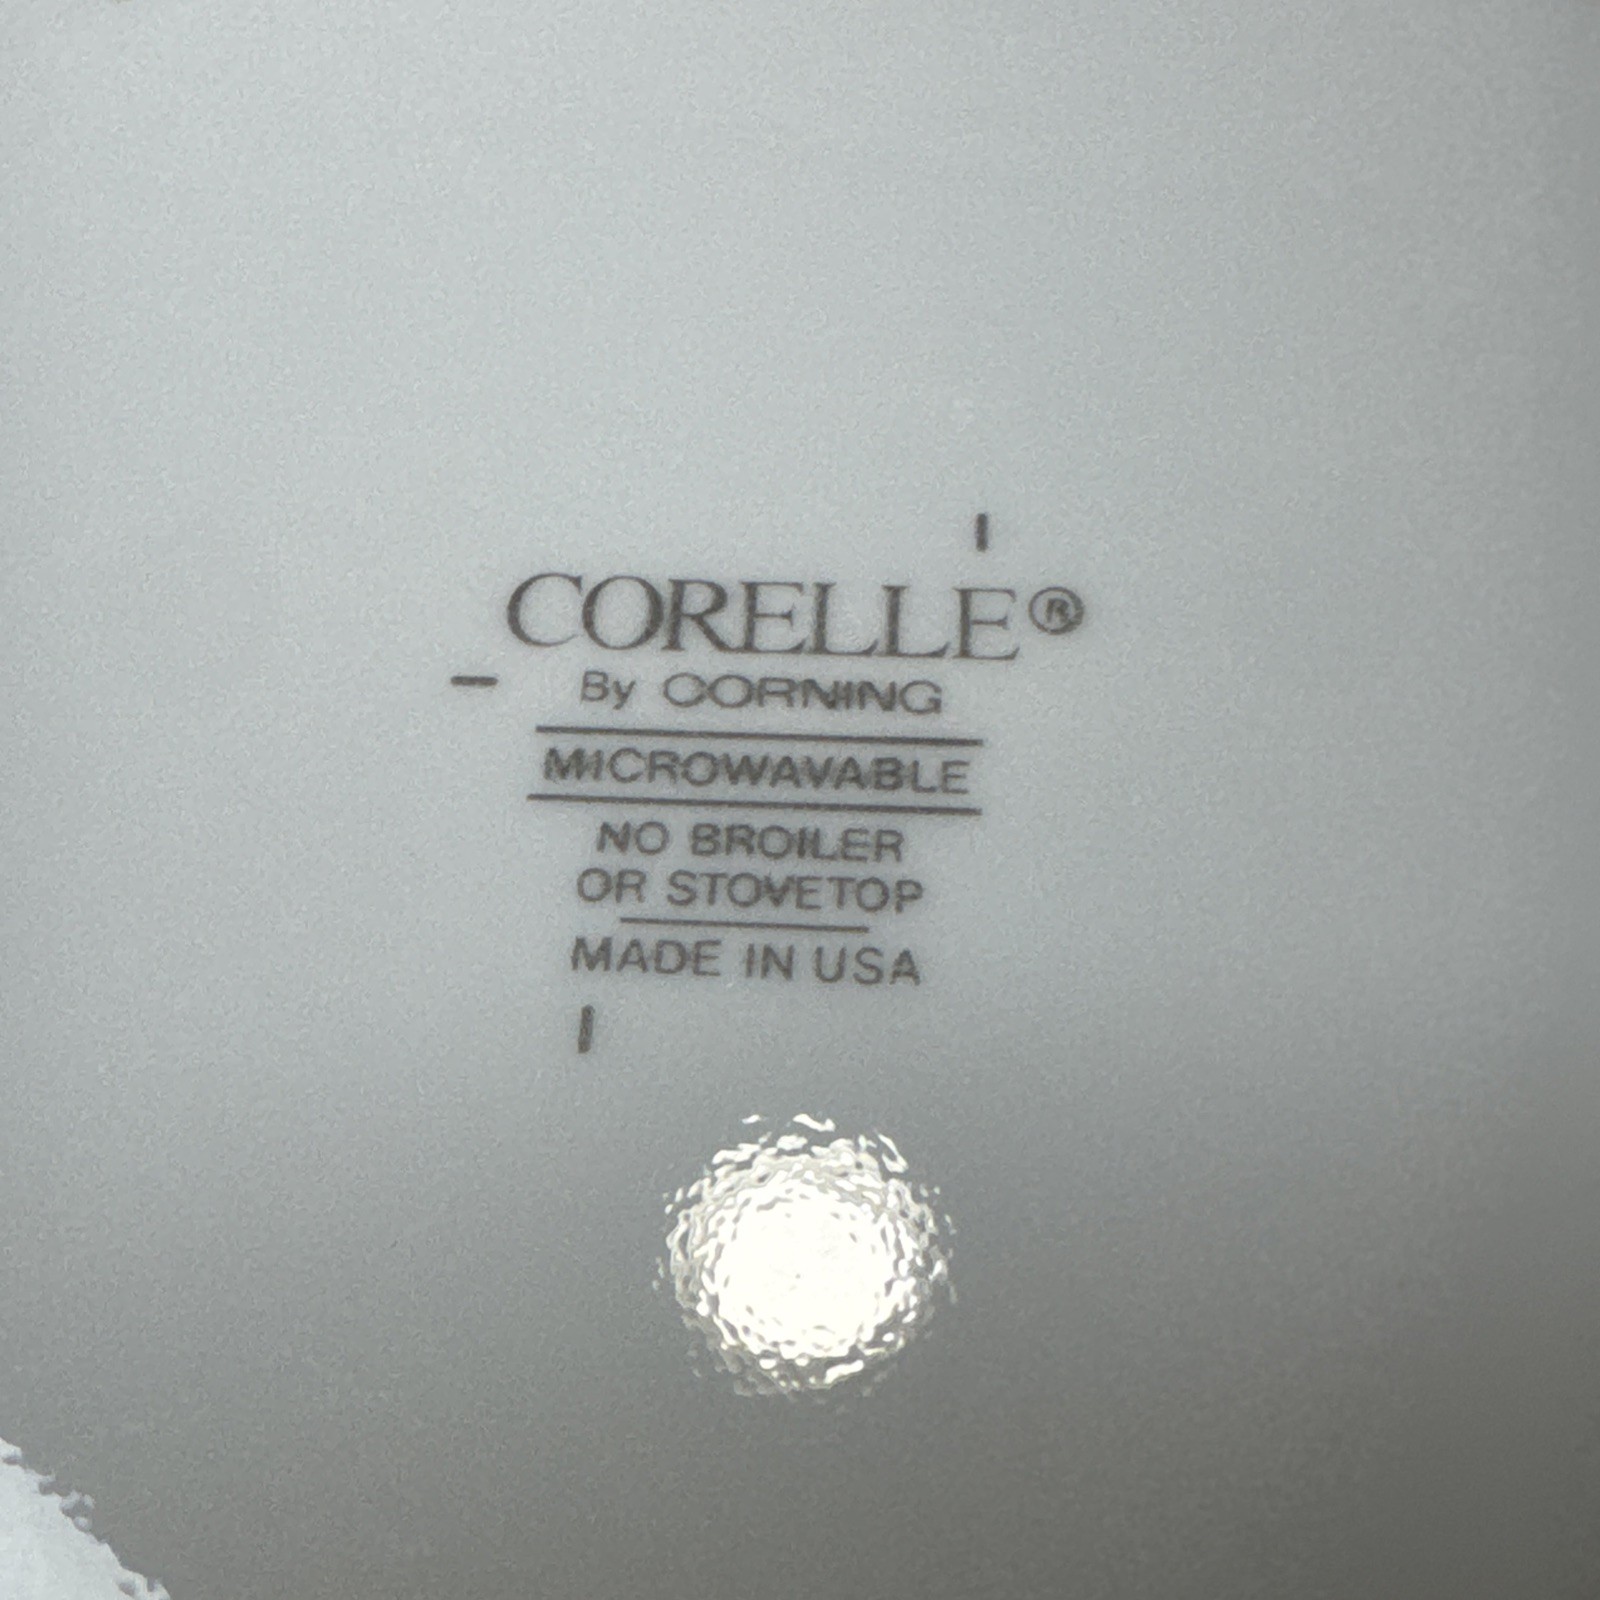 CORELLE®
By CORNING
MICROWAVABLE
NO BROILER
OR STOVETOP
MADE IN USA